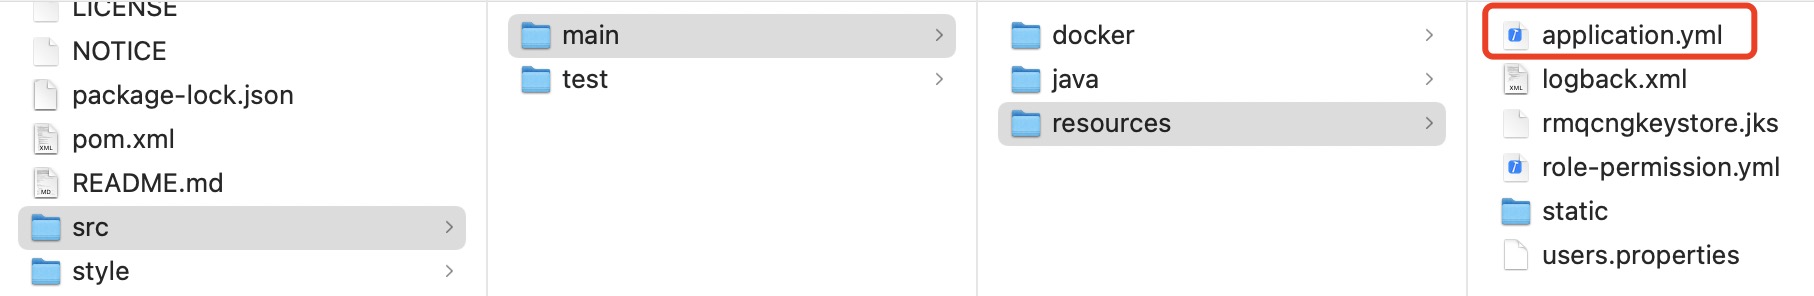 LICENSE
NOTICE
package-lock.json
pom.xml
README.md
src
style
main
test
docker
java
resources
application.yml
logback.xml
rmqcngkeystore.jks
role-permission.yml
static
users.properties